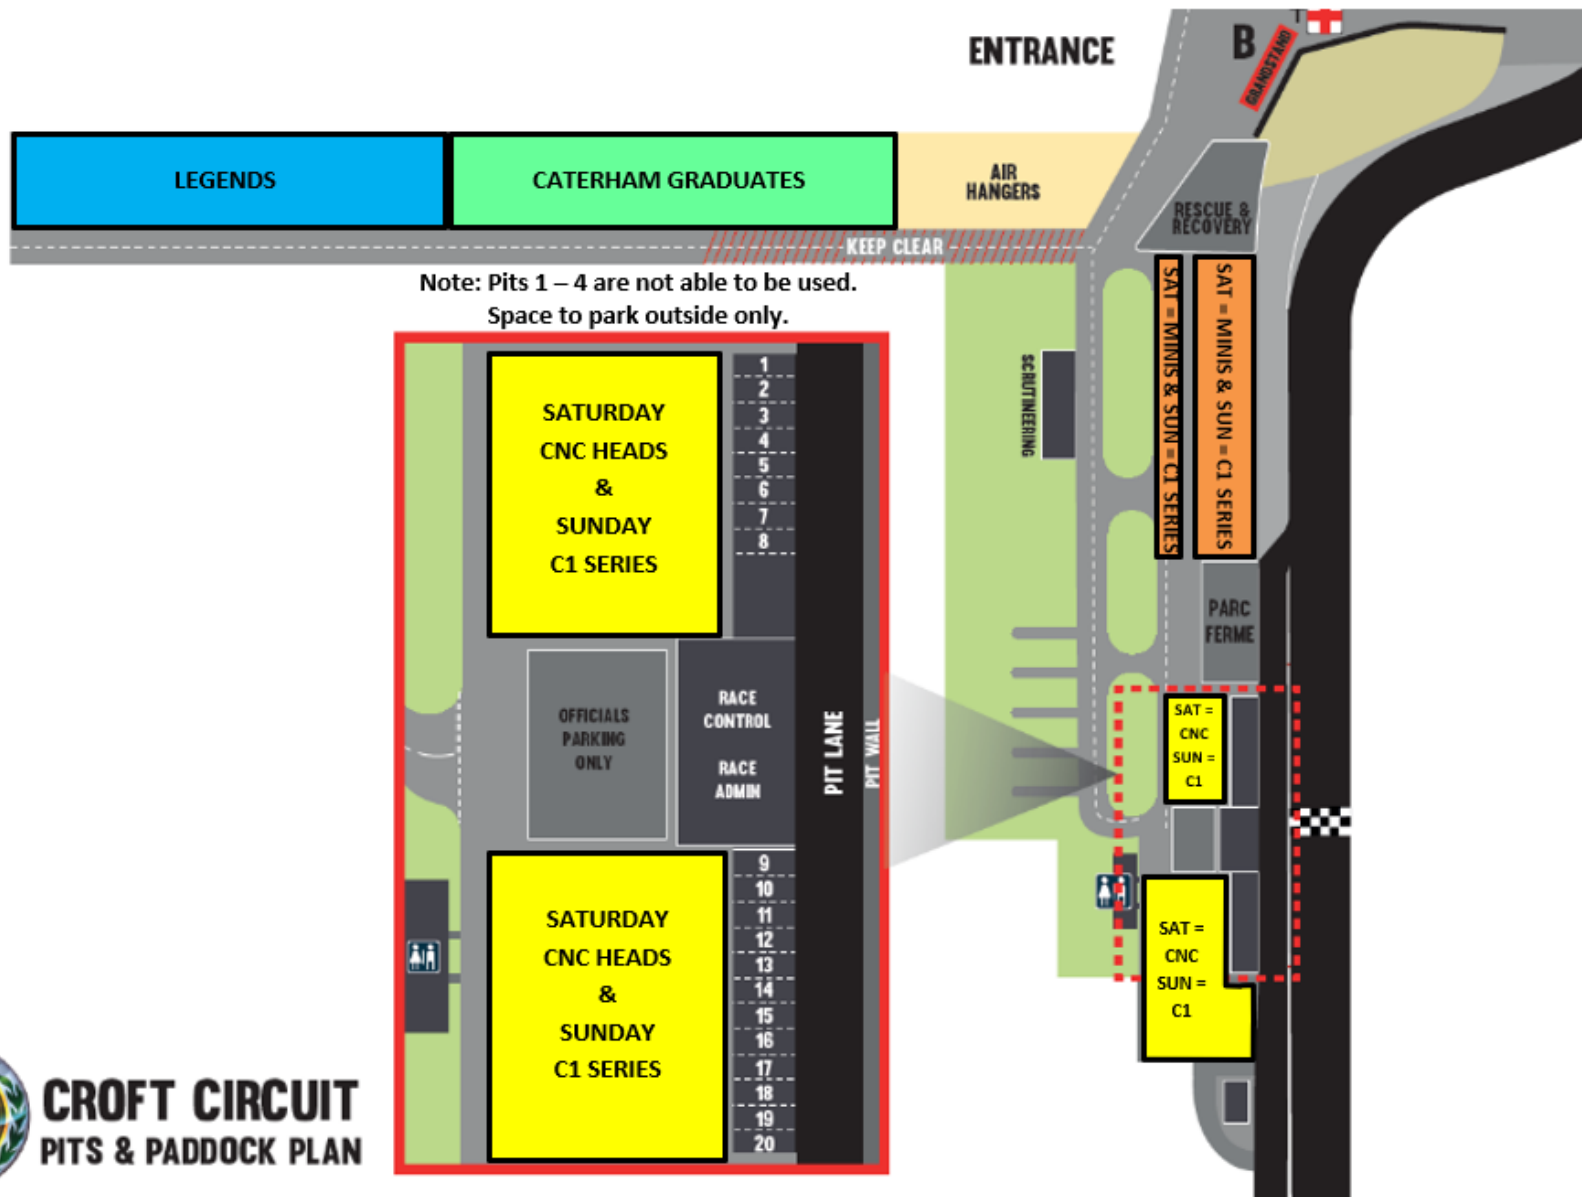 ENTRANCE
B
GRANDSTAND
LEGENDS
CATERHAM GRADUATES
AIR
HANGERS
RESCUE &
RECOVERY
KEEP CLEAR
Note: Pits 1 – 4 are not able to be used.
Space to park outside only.
SATURDAY
CNC HEADS
&
SUNDAY
C1 SERIES
1
2
3
4
5
6
7
8
OFFICIALS
PARKING
ONLY
RACE
CONTROL
RACE
ADMIN
PIT LANE
PIT WALL
SATURDAY
CNC HEADS
&
SUNDAY
C1 SERIES
9
10
11
12
13
14
15
16
17
18
19
20
SCRUTINEERING
SAT = MINIS & SUN = C1 SERIES
SAT = MINIS & SUN = C1 SERIES
PARC
FERME
SAT =
CNC
SUN =
C1
SAT =
CNC
SUN =
C1
CROFT CIRCUIT
PITS & PADDOCK PLAN